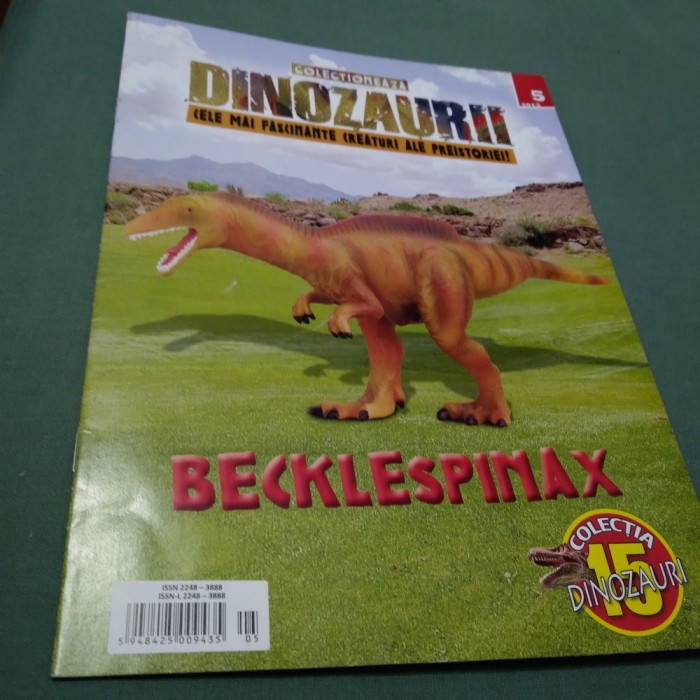 COLECȚIONEAZĂ
DINOZAURII
CELE MAI FASCINANTE CREATURI ALE PREISTORIEI!
5
BECKLESPINAX
COLECȚIA
15
DINOZAURI
ISSN 2248 – 3888
ISSN-L 2248 – 3888
5 948425 009435 05